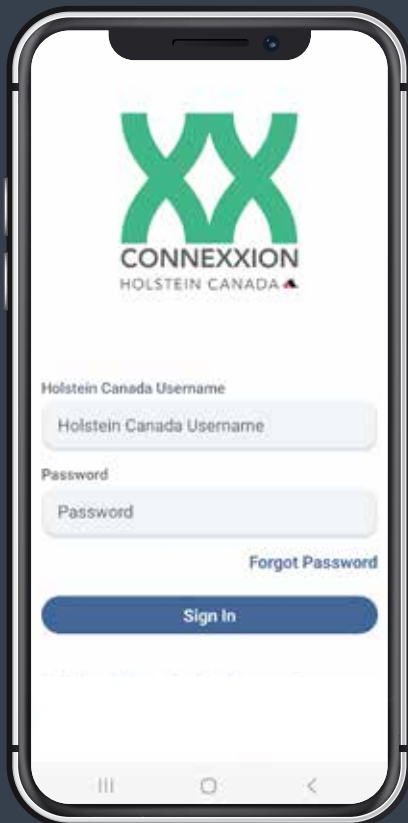 CONNEXXION
HOLSTEIN CANADA
Holstein Canada Username
Holstein Canada Username
Password
Password
Forgot Password
Sign In